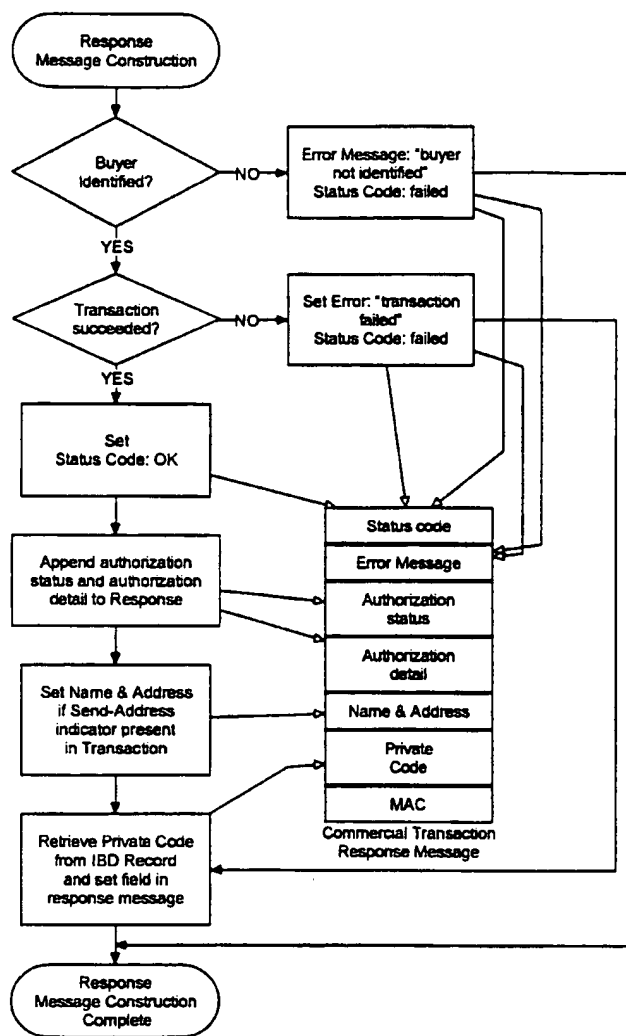 Response
Message Construction
Buyer
Identified?
NO
Error Message: "buyer
not identified"
Status Code: failed
YES
Transaction
succeeded?
NO
Set Error: "transaction
failed"
Status Code: failed
YES
Set
Status Code: OK
Status code
Append authorization
status and authorization
detail to Response
Error Message
Authorization
status
Authorization
detail
Set Name & Address
if Send-Address
indicator present
in Transaction
Name & Address
Private
Code
MAC
Commercial Transaction
Response Message
Retrieve Private Code
from IBD Record
and set field in
response message
Response
Message Construction
Complete